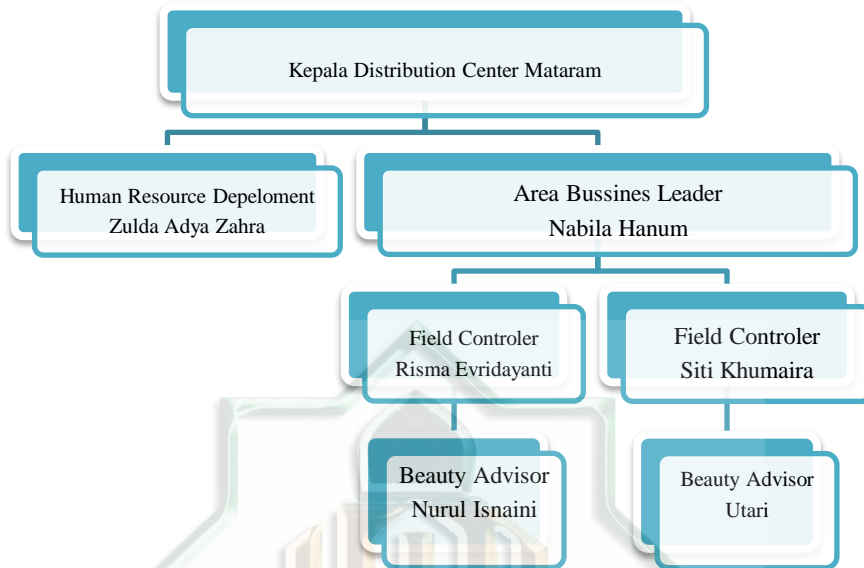 Kepala Distribution Center Mataram
Human Resource Depeloment
Zulda Adya Zahra
Area Bussines Leader
Nabila Hanum
Field Controler
Risma Evridayanti
Field Controler
Siti Khumaira
Beauty Advisor
Nurul Isnaini
Beauty Advisor
Utari